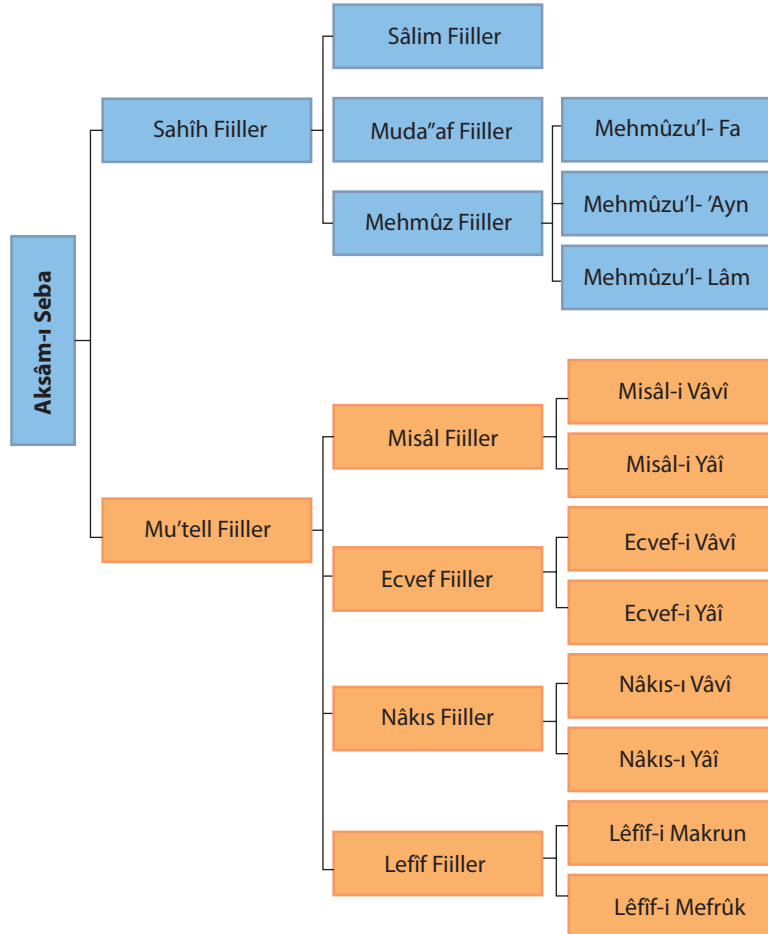 Aksâm-ı Seba
Sahîh Fiiller
Sâlim Fiiller
Muda"af Fiiller
Mehmûz Fiiller
Mehmûzu'l- Fa
Mehmûzu'l- 'Ayn
Mehmûzu'l- Lâm
Mu'tell Fiiller
Misâl Fiiller
Misâl-i Vâvî
Misâl-i Yâî
Ecvef Fiiller
Ecvef-i Vâvî
Ecvef-i Yâî
Nâkıs Fiiller
Nâkıs-ı Vâvî
Nâkıs-ı Yâî
Lefîf Fiiller
Lêfîf-i Makrun
Lêfîf-i Mefrûk